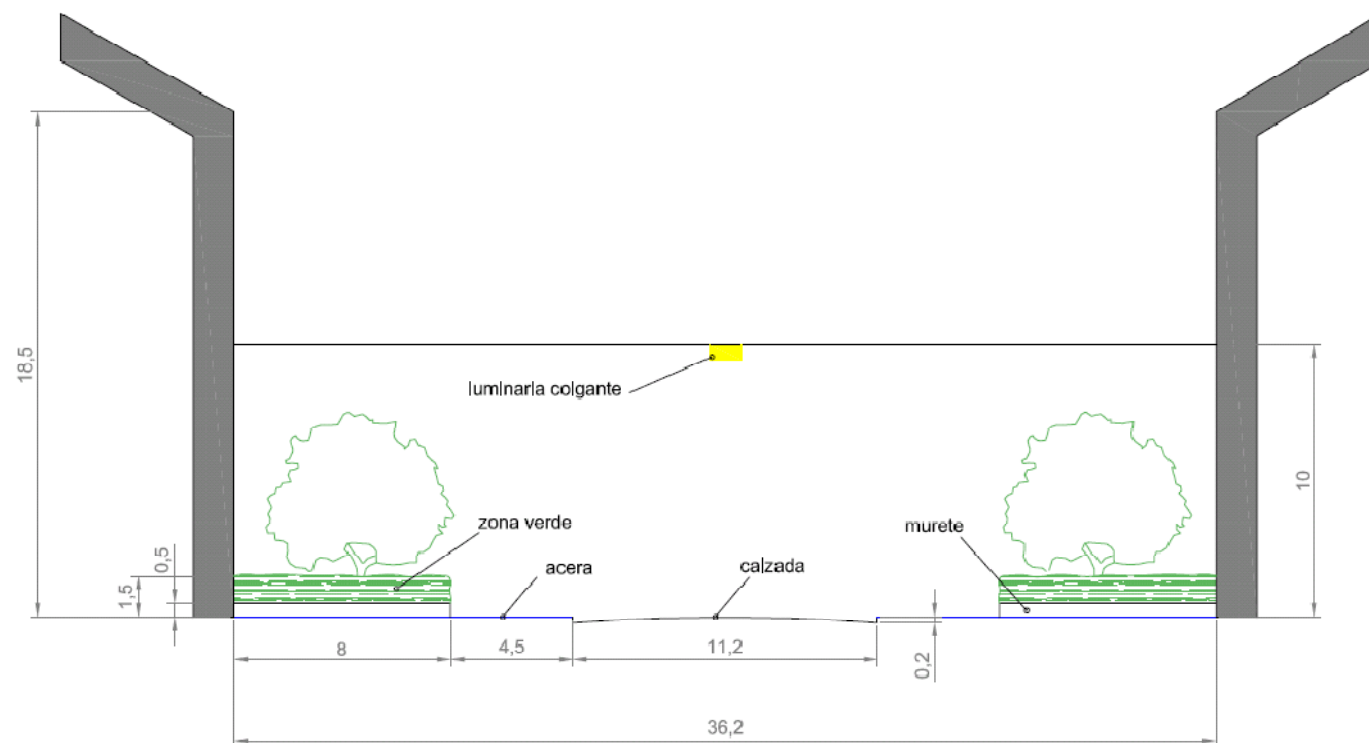 18,5
luminaria colgante
10
zona verde
murete
0,5
acera
calzada
1,5
8
4,5
11,2
0,2
36,2